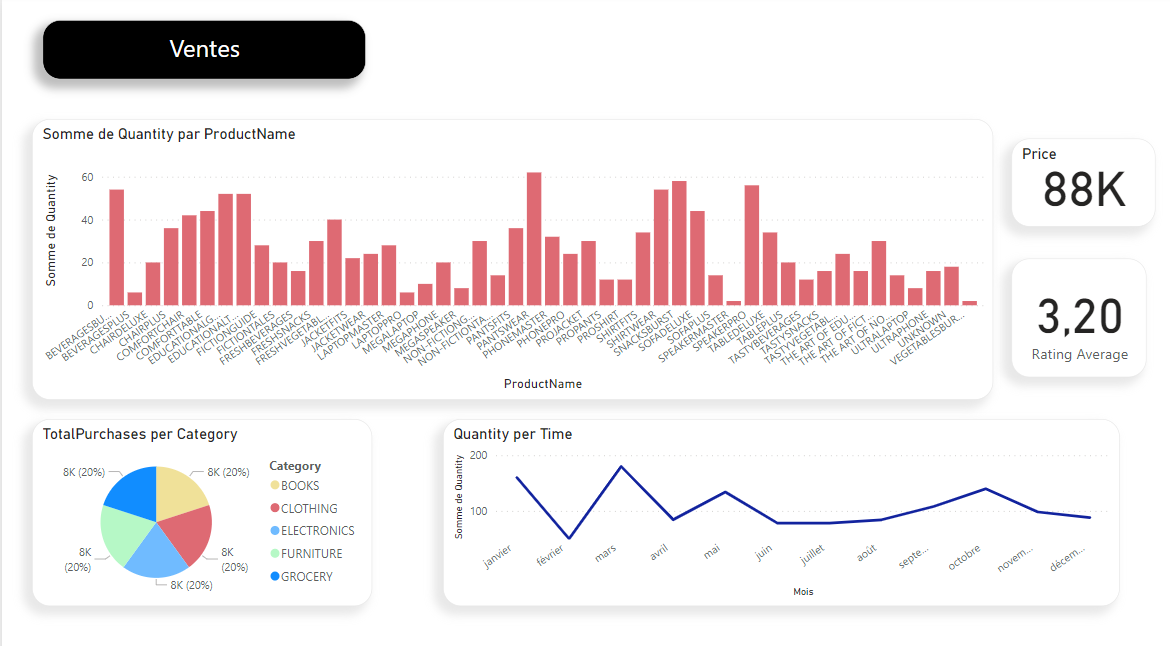 Ventes
Somme de Quantity par ProductName
Somme de Quantity
60
40
20
0
BEVERAGESBU...
BEVERAGESPLUS
CHAIRDELUXE
CHAIRPLUS
COMFORTCHAIR
COMFORTTABLE
EDUCATIONALG...
EDUCATIONALT...
FICTIONGUIDE
FICTIONTALES
FRESHBEVERAGES
FRESHSNACKS
FRESHVEGETABL...
JACKETFITS
JACKETWEAR
LAPTOPMASTER
LAPTOPPRO
MEGALAPTOP
MEGAPHONE
MEGASPEAKER
NON-FICTIONG...
NON-FICTIONTA...
PANTSFITS
PANTSWEAR
PHONEMASTER
PHONEPRO
PROJACKET
PROPANTS
PROSHIRT
SHIRTFITS
SHIRTWEAR
SNACKSBURST
SOFADELUXE
SOFAPLUS
SPEAKERMASTER
SPEAKERPRO
TABLEDELUXE
TABLEPLUS
TASTYBEVERAGES
TASTYSNACKS
TASTYVEGETABL...
THE ART OF EDU...
THE ART OF FICT...
THE ART OF NO...
ULTRALAPTOP
ULTRAPHONE
UNKNOWN
VEGETABLESBUR...
ProductName
Price
88K
3,20
Rating Average
TotalPurchases per Category
8K (20%)
8K (20%)
8K
(20%)
8K
(20%)
8K (20%)
Category
BOOKS
CLOTHING
ELECTRONICS
FURNITURE
GROCERY
Quantity per Time
Somme de Quantity
200
100
janvier
février
mars
avril
mai
juin
juillet
août
septe...
octobre
novem...
décem...
Mois